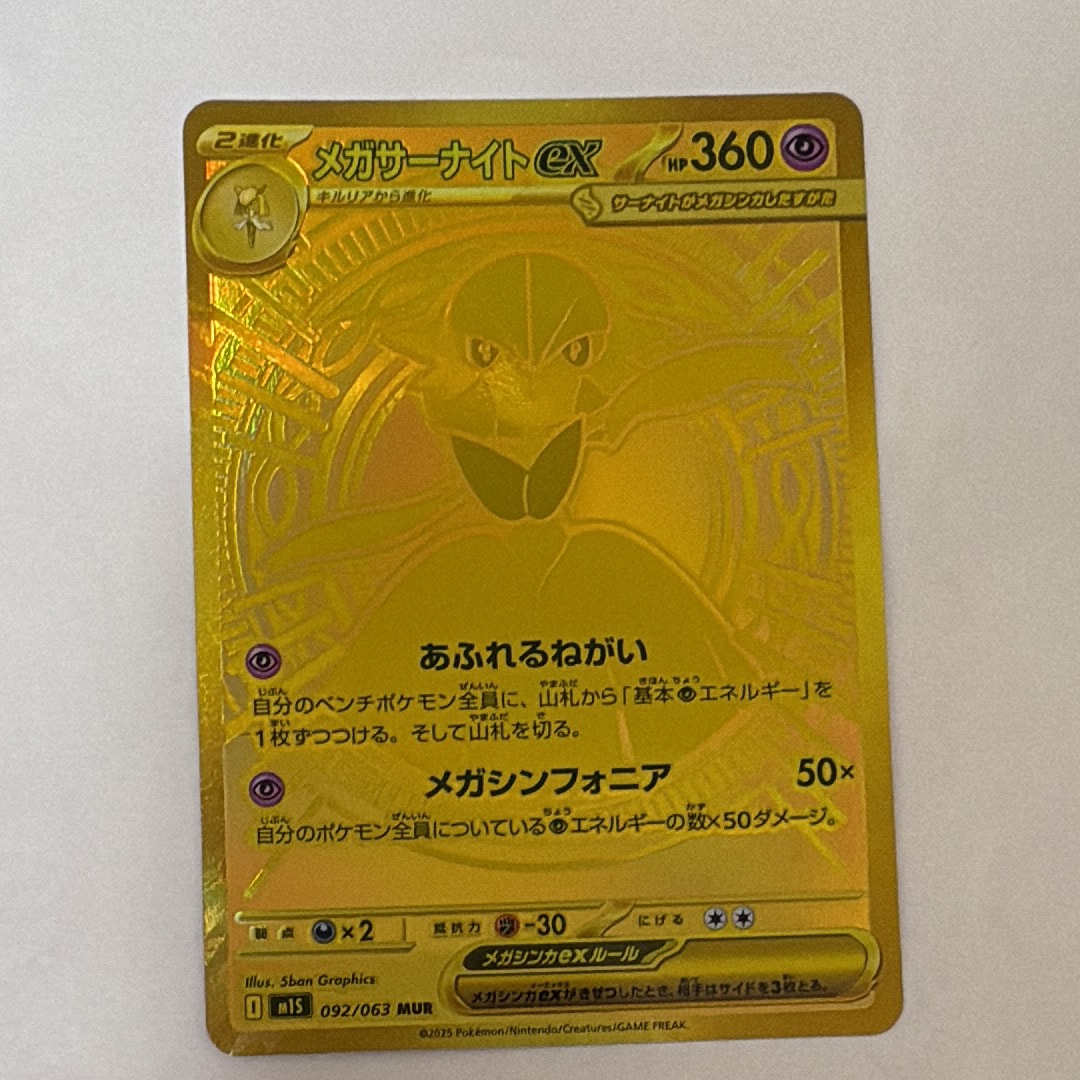 2進化 メガサーナイトex HP360
キルリアから進化 サーナイトがメガシンカしたすがた
あふれるねがい
自分のベンチポケモン全員に、山札から「基本エネルギー」を
1枚ずつつける。そして山札を切る。
メガシンフォニア 50×
自分のポケモン全員についているエネルギーの数×50ダメージ。
弱点 ×2 抵抗力 -30 にげる
メガシンカexルール
メガシンカexがきぜつしたとき、相手はサイドを3枚とる。
Illus. 5ban Graphics
I m1S 092/063 MUR
©2025 Pokémon/Nintendo/Creatures/GAME FREAK.